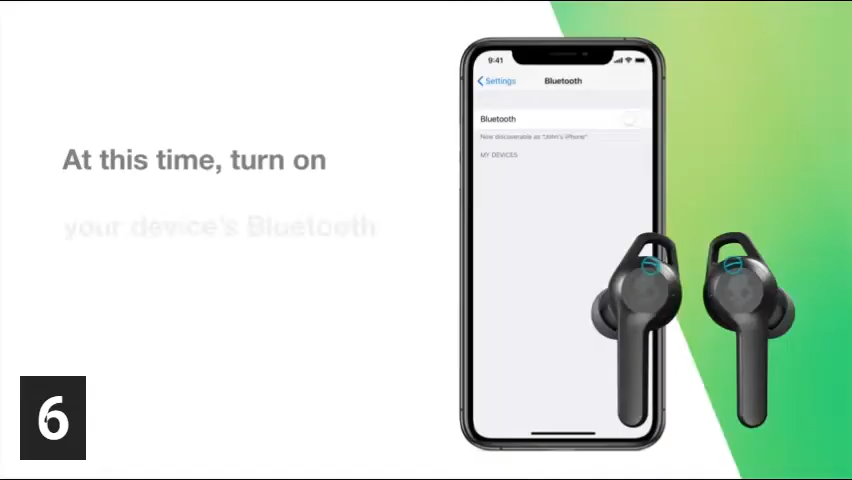 At this time, turn on
your device's Bluetooth
6
9:41
Settings
Bluetooth
Bluetooth
Now discoverable as "John's iPhone"
MY DEVICES